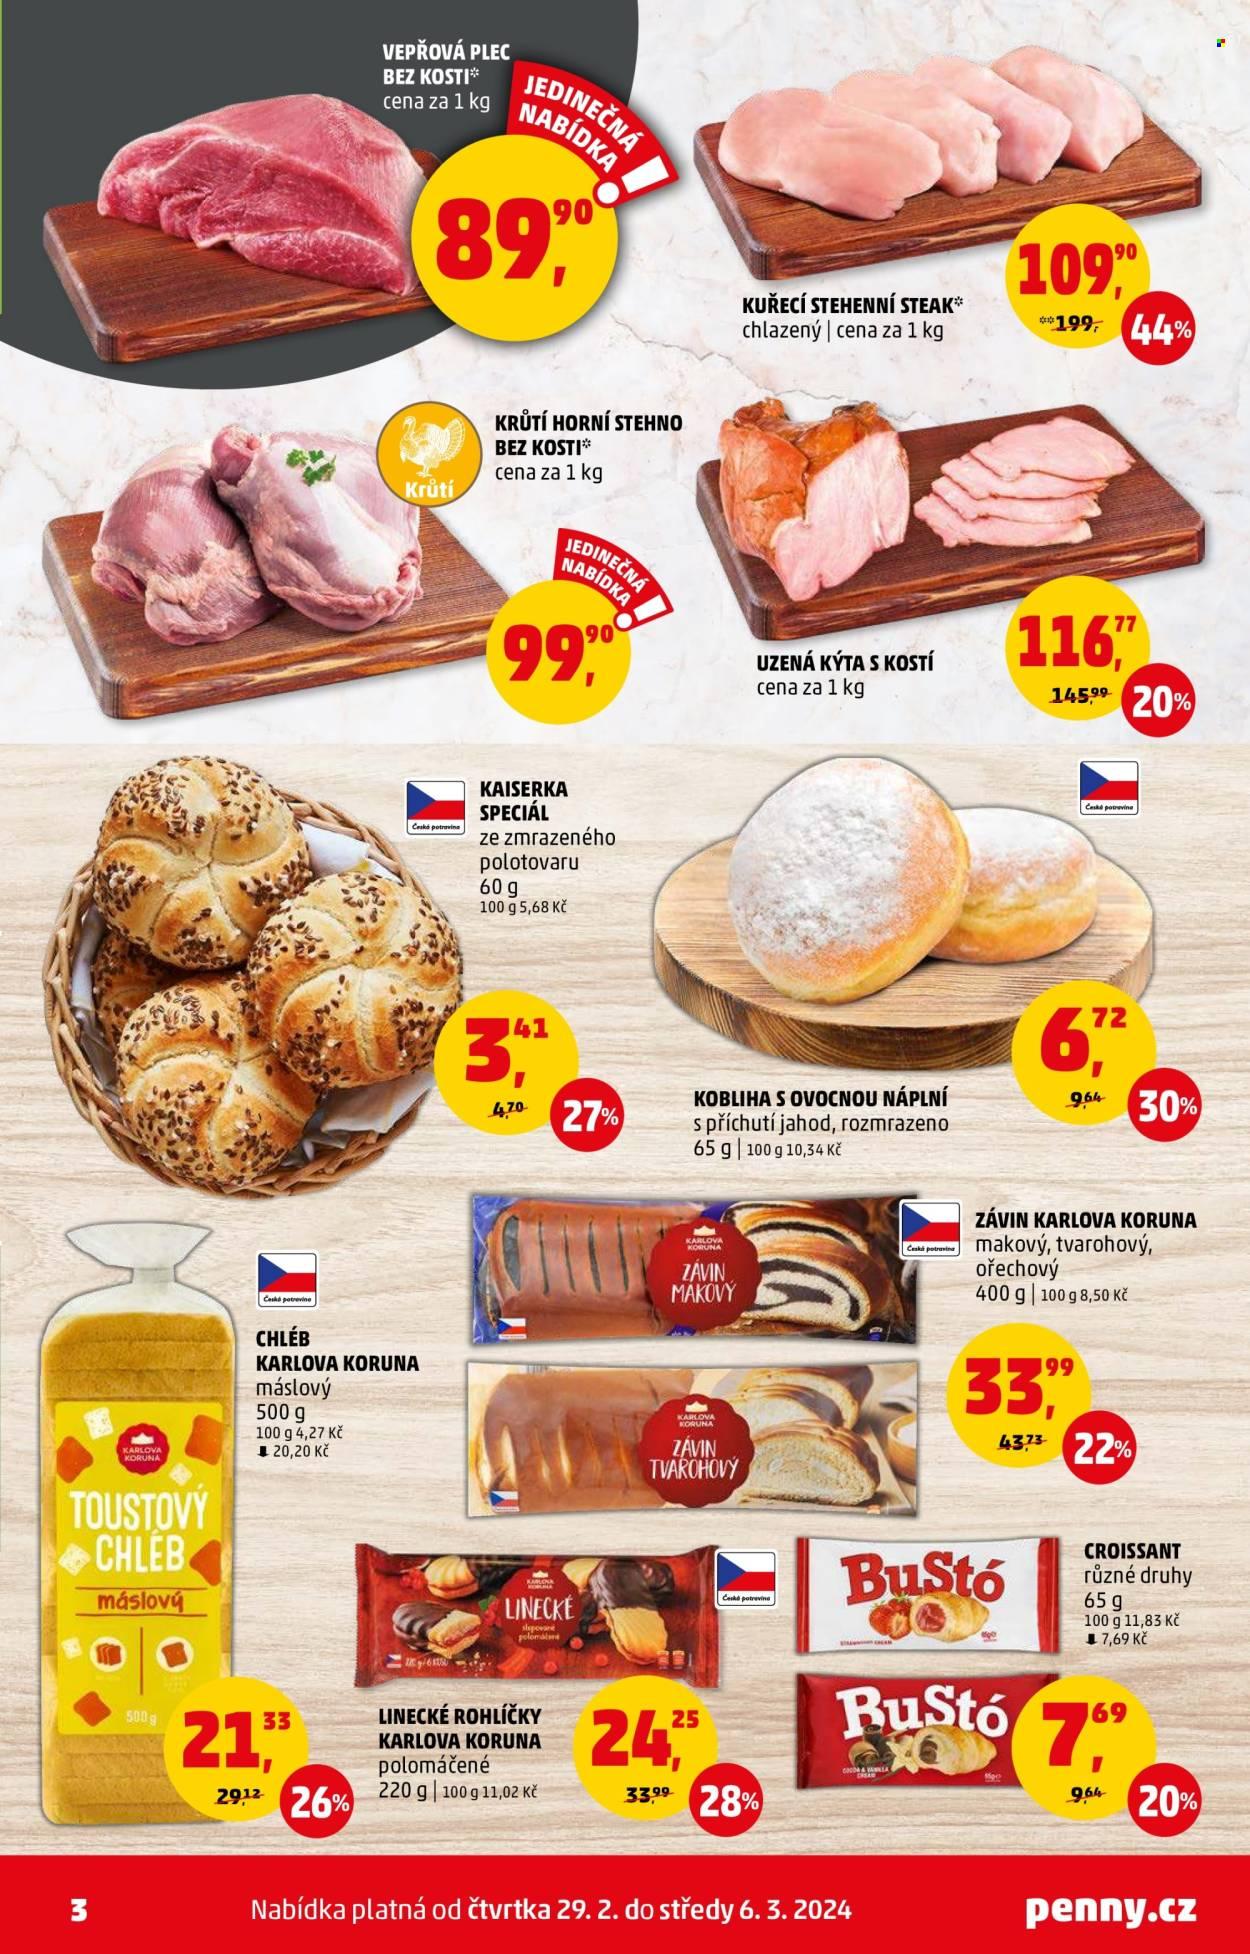 VEPŘOVÁ PLEC
BEZ KOSTI*
cena za 1 kg
JEDINEČNÁ
NABÍDKA
89,90
KUŘECÍ STEHENNÍ STEAK*
chlazený | cena za 1 kg
109,90
**199,-
44%
KRŮTÍ HORNÍ STEHNO
BEZ KOSTI*
cena za 1 kg
Krůtí
JEDINEČNÁ
NABÍDKA
99,90
UZENÁ KÝTA S KOSTÍ
cena za 1 kg
116,77
145,99
20%
KAISERKA
SPECIÁL
ze zmrazeného
polotovaru
60 g
100 g 5,68 Kč
Česká potravina
3,41
4,70
27%
Česká potravina
KOBLIHA S OVOCNOU NÁPLNÍ
s příchutí jahod, rozmrazeno
65 g | 100 g 10,34 Kč
6,72
9,64
30%
CHLÉB
KARLOVA KORUNA
máslový
500 g
100 g 4,27 Kč
⬇ 20,20 Kč
Česká potravina
KARLOVA
KORUNA
TOUSTOVÝ
CHLÉB
máslový
500g
21,33
29,12
26%
ZÁVIN KARLOVA KORUNA
makový, tvarohový,
ořechový
400 g | 100 g 8,50 Kč
Česká potravina
KARLOVA
KORUNA
ZÁVIN
MAKOVÝ
KARLOVA
KORUNA
ZÁVIN
TVAROHOVÝ
33,99
43,73
22%
KARLOVA
KORUNA
LINECKÉ
slepované
polomáčené
220 g / 6 KUSŮ
Česká potravina
LINECKÉ ROHLÍČKY
KARLOVA KORUNA
polomáčené
220 g | 100 g 11,02 Kč
24,25
33,99
28%
CROISSANT
různé druhy
65 g
100 g 11,83 Kč
⬇ 7,69 Kč
BuStó
STRAWBERRY CREAM
BuStó
COCOA & VANILLA
CREAM
7,69
9,64
20%
3
Nabídka platná od čtvrtka 29. 2. do středy 6. 3. 2024
penny.cz